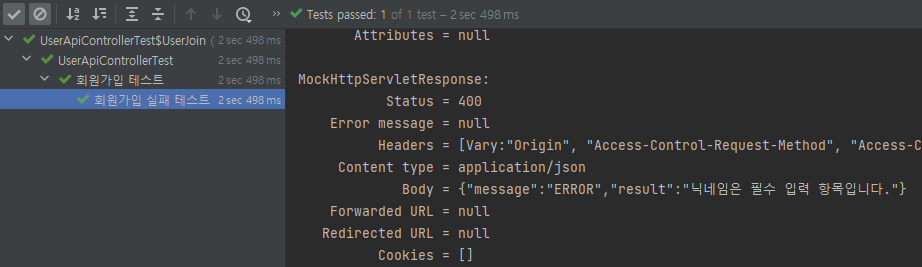 Tests passed: 1 of 1 test – 2 sec 498 ms
UserApiControllerTest$UserJoin ( 2 sec 498 ms
UserApiControllerTest 2 sec 498 ms
회원가입 테스트 2 sec 498 ms
회원가입 실패 테스트 2 sec 498 ms
Attributes = null
MockHttpServletResponse:
Status = 400
Error message = null
Headers = [Vary:"Origin", "Access-Control-Request-Method", "Access-C
Content type = application/json
Body = {"message":"ERROR","result":"닉네임은 필수 입력 항목입니다."}
Forwarded URL = null
Redirected URL = null
Cookies = []